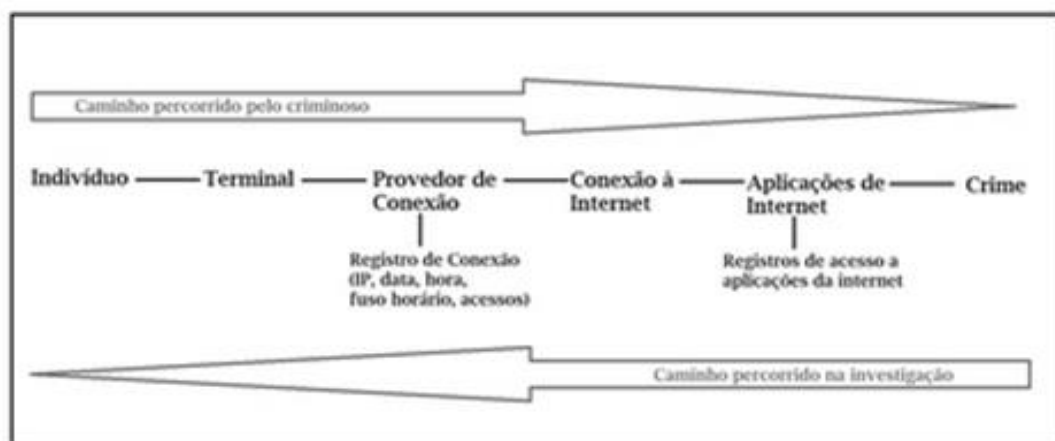 Caminho percorrido pelo criminoso
Indivíduo Terminal Provedor de Conexão à Aplicações de Crime
Conexão Internet Internet
Registro de Conexão Registros de acesso a
(IP, data, hora, aplicações da internet
fuso horário, acessos)
Caminho percorrido na investigação